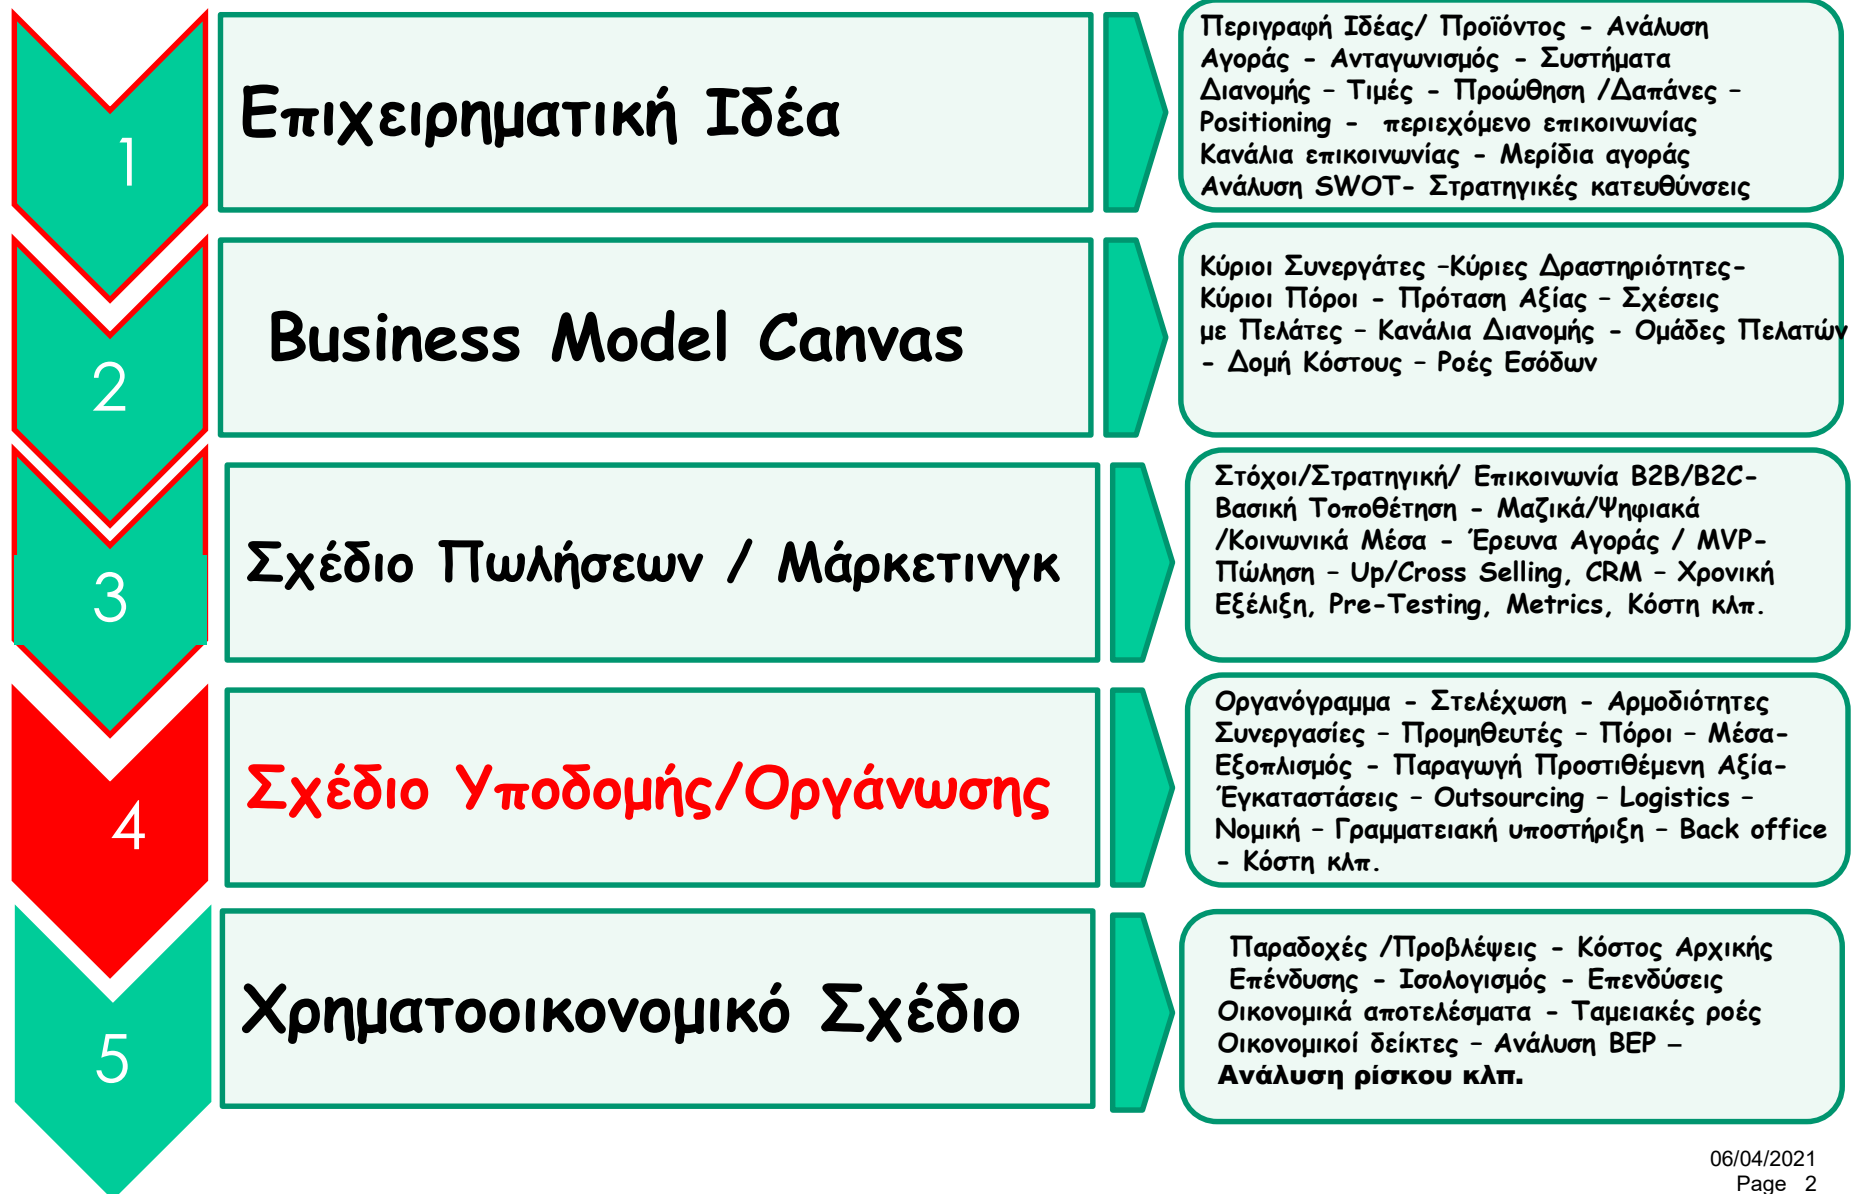 1
Επιχειρηματική Ιδέα
Περιγραφή Ιδέας/ Προϊόντος - Ανάλυση
Αγοράς - Ανταγωνισμός - Συστήματα
Διανομής – Τιμές - Προώθηση /Δαπάνες –
Positioning - περιεχόμενο επικοινωνίας
Κανάλια επικοινωνίας - Μερίδια αγοράς
Ανάλυση SWOT- Στρατηγικές κατευθύνσεις
2
Business Model Canvas
Κύριοι Συνεργάτες –Κύριες Δραστηριότητες-
Κύριοι Πόροι - Πρόταση Αξίας – Σχέσεις
με Πελάτες – Κανάλια Διανομής - Ομάδες Πελατών
- Δομή Κόστους – Ροές Εσόδων
3
Σχέδιο Πωλήσεων / Μάρκετινγκ
Στόχοι/Στρατηγική/ Επικοινωνία B2B/B2C-
Βασική Τοποθέτηση - Μαζικά/Ψηφιακά
/Κοινωνικά Μέσα - Έρευνα Αγοράς / MVP-
Πώληση – Up/Cross Selling, CRM – Χρονική
Εξέλιξη, Pre-Testing, Metrics, Κόστη κλπ.
4
Σχέδιο Υποδομής/Οργάνωσης
Οργανόγραμμα - Στελέχωση - Αρμοδιότητες
Συνεργασίες – Προμηθευτές – Πόροι – Μέσα-
Εξοπλισμός - Παραγωγή Προστιθέμενη Αξία-
Έγκαταστάσεις – Outsourcing – Logistics –
Νομική – Γραμματειακή υποστήριξη – Back office
- Κόστη κλπ.
5
Χρηματοοικονομικό Σχέδιο
Παραδοχές /Προβλέψεις - Κόστος Αρχικής
Επένδυσης - Ισολογισμός - Επενδύσεις
Οικονομικά αποτελέσματα - Ταμειακές ροές
Οικονομικοί δείκτες – Ανάλυση BEP –
Ανάλυση ρίσκου κλπ.
06/04/2021
Page 2